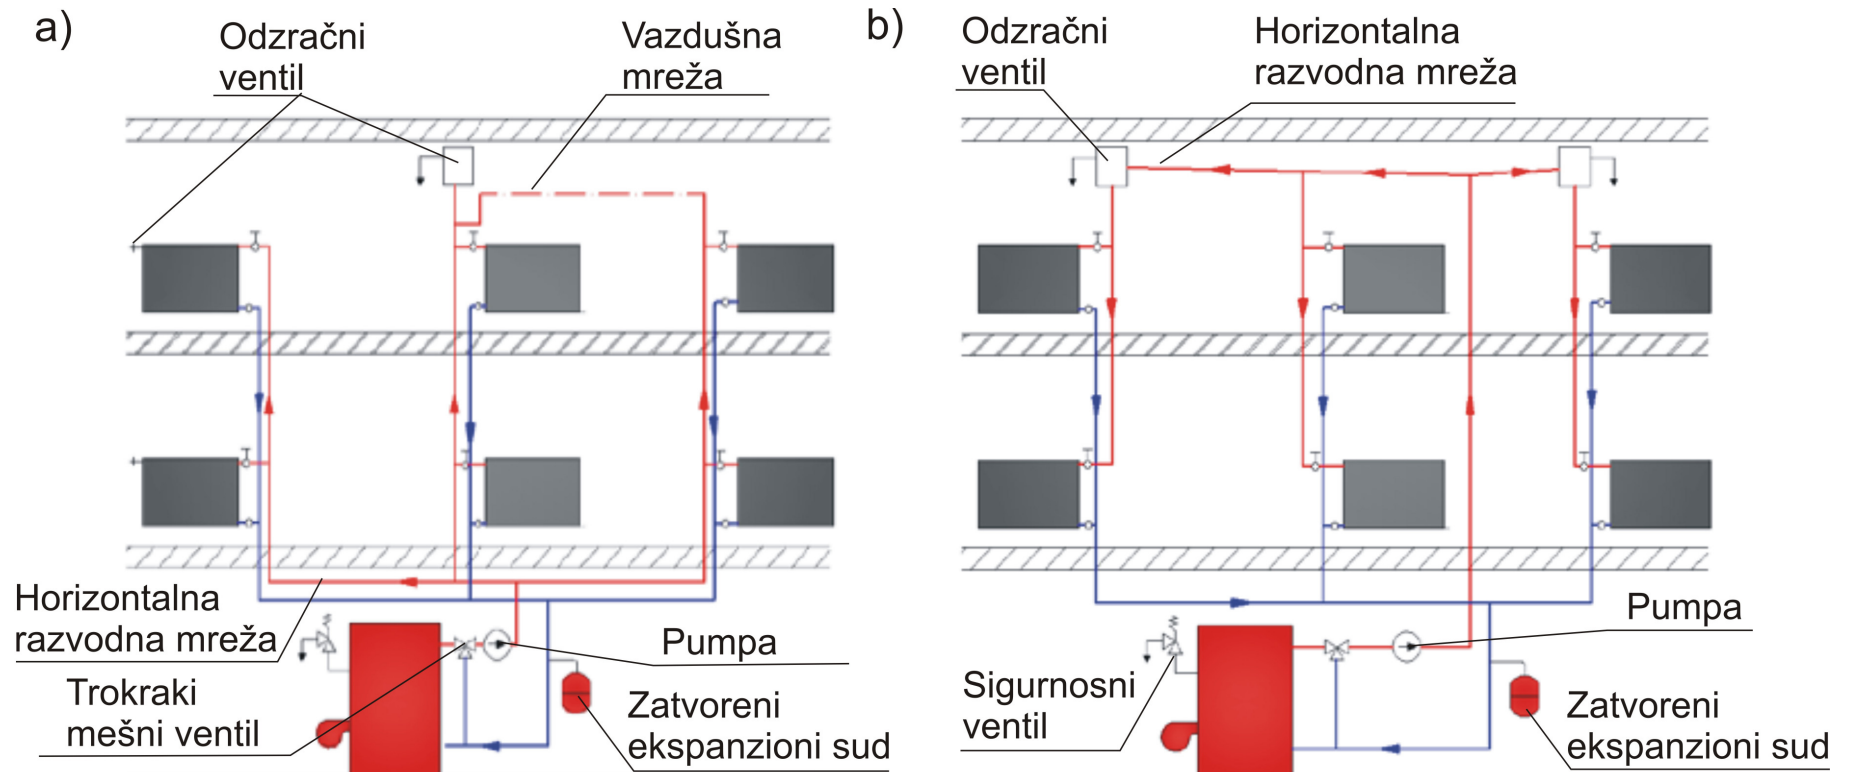 a)
Odzračni
ventil
Vazdušna
mreža
Horizontalna
razvodna mreža
Trokraki
mešni ventil
Pumpa
Zatvoreni
ekspanzioni sud
b)
Odzračni
ventil
Horizontalna
razvodna mreža
Pumpa
Sigurnosni
ventil
Zatvoreni
ekspanzioni sud